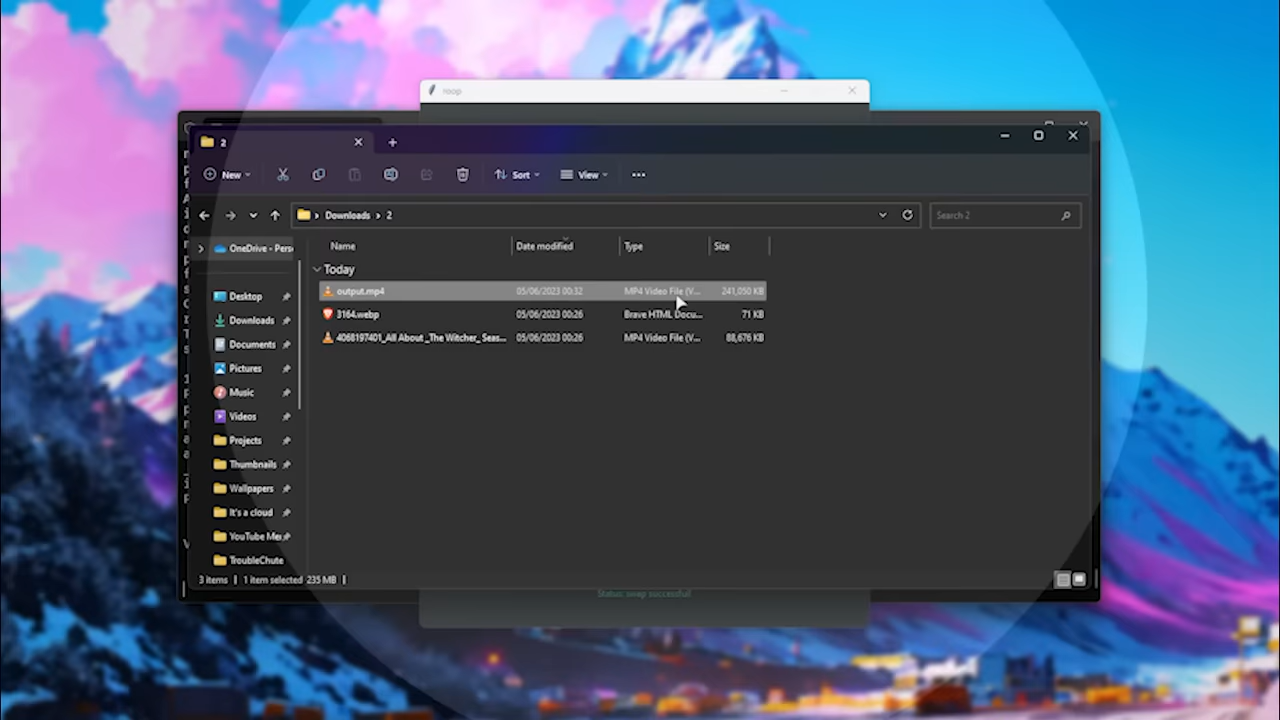 roop
2
New
Sort
View
Downloads
2
Search 2
OneDrive - Pers
Name
Date modified
Type
Size
Today
Desktop
output.mp4
05/06/2023 00:32
MP4 Video File (V...
241,050 KB
Downloads
3164.webp
05/06/2023 00:26
Brave HTML Docu...
71 KB
Documents
4068197401_All About _The Witcher_ Seas...
05/06/2023 00:26
MP4 Video File (V...
88,676 KB
Pictures
Music
Videos
Projects
Thumbnails
Wallpapers
It's a cloud
YouTube Me
TroubleChute
3 items
1 item selected
235 MB
Status: swap successful!